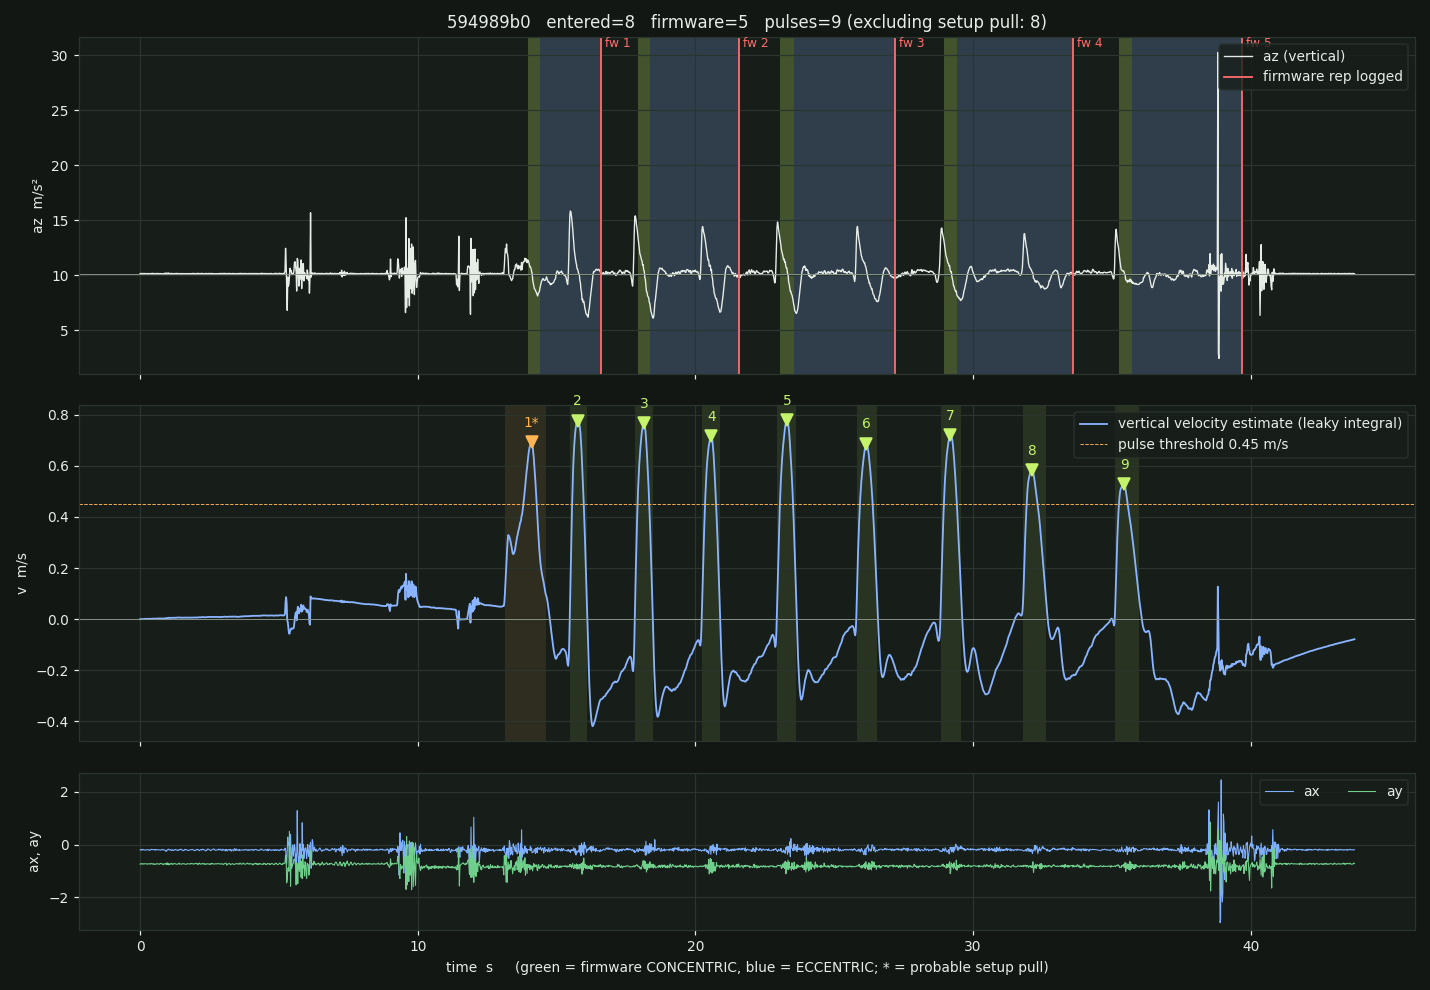 594989b0   entered=8   firmware=5   pulses=9 (excluding setup pull: 8)
fw 1
fw 2
fw 3
fw 4
fw 5
az (vertical)
firmware rep logged
30
25
20
15
10
5
az  m/s²
1*
2
3
4
5
6
7
8
9
vertical velocity estimate (leaky integral)
pulse threshold 0.45 m/s
0.8
0.6
0.4
0.2
0.0
−0.2
−0.4
v  m/s
ax
ay
2
0
−2
ax, ay
0
10
20
30
40
time  s     (green = firmware CONCENTRIC, blue = ECCENTRIC; * = probable setup pull)